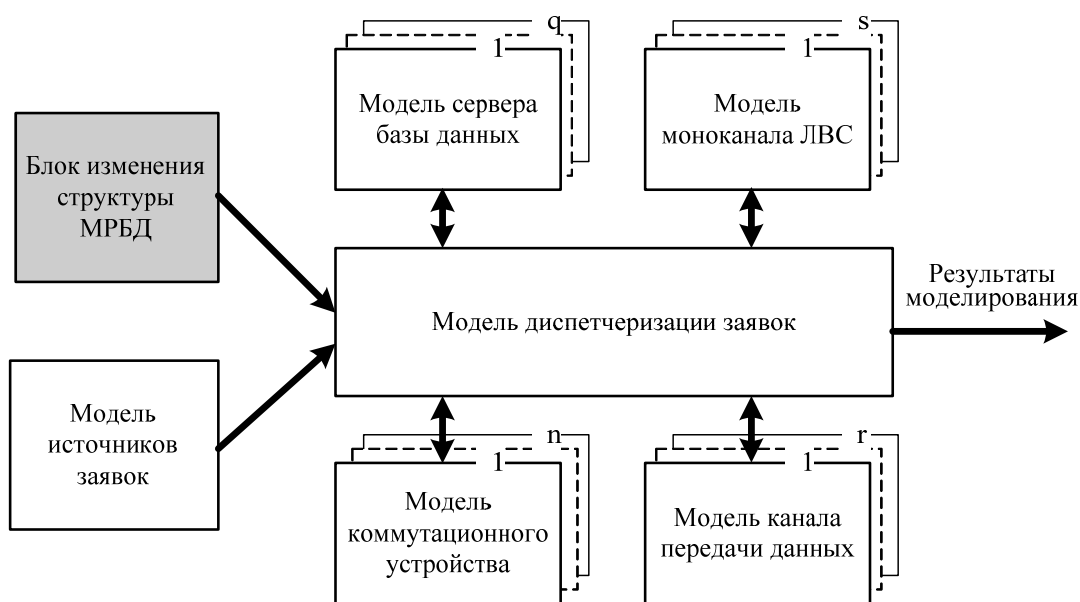 q
1
Модель сервера
базы данных
s
1
Модель
моноканала ЛВС
Блок изменения
структуры
МРБД
Модель диспетчеризации заявок
Результаты
моделирования
Модель
источников
заявок
n
1
Модель
коммутационного
устройства
r
1
Модель канала
передачи данных